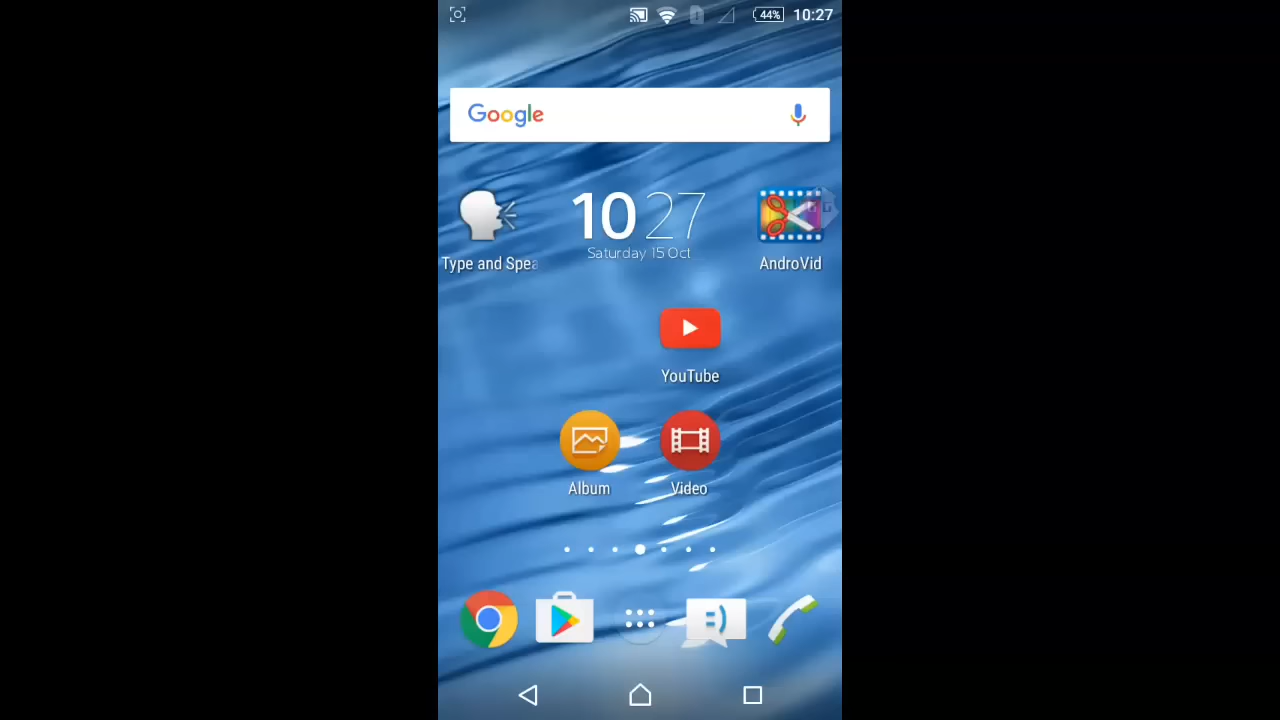 44%
10:27
Google
10 27
Saturday 15 Oct
Type and Spea
AndroVid
YouTube
Album
Video